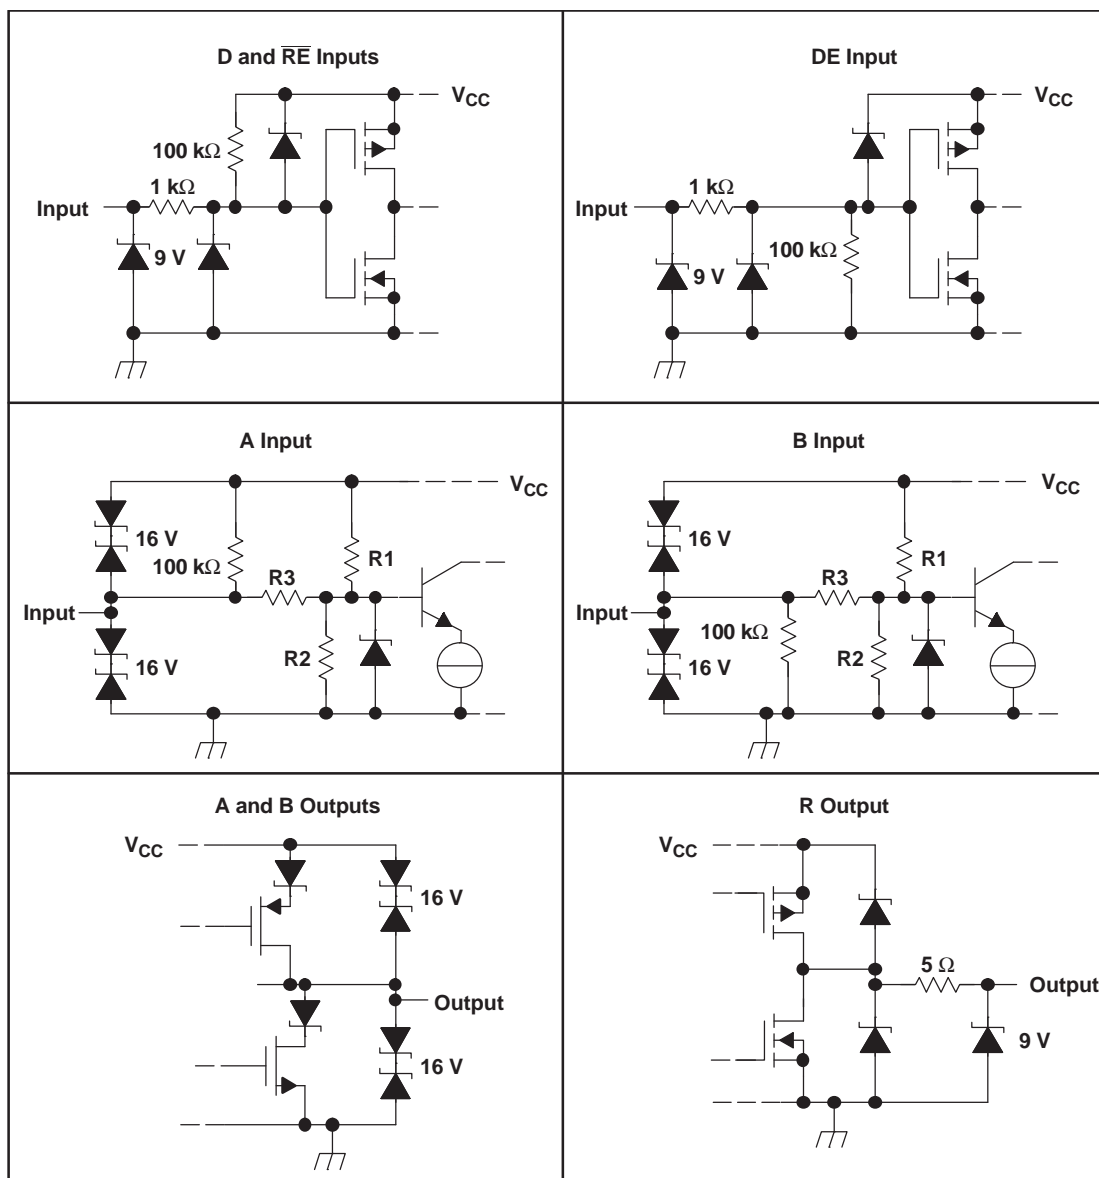 D and R̅E̅ Inputs
VCC
100 kΩ
1 kΩ
Input
9 V
DE Input
VCC
1 kΩ
Input
100 kΩ
9 V
A Input
VCC
16 V
100 kΩ
R1
R3
Input
R2
16 V
B Input
VCC
16 V
R1
R3
Input
100 kΩ
R2
16 V
A and B Outputs
VCC
16 V
Output
16 V
R Output
VCC
5 Ω
Output
9 V